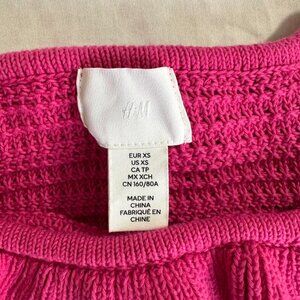 H&M
EUR XS
US XS
CA TP
MX XCH
CN 160/80A
MADE IN
CHINA
FABRIQUÉ EN
CHINE